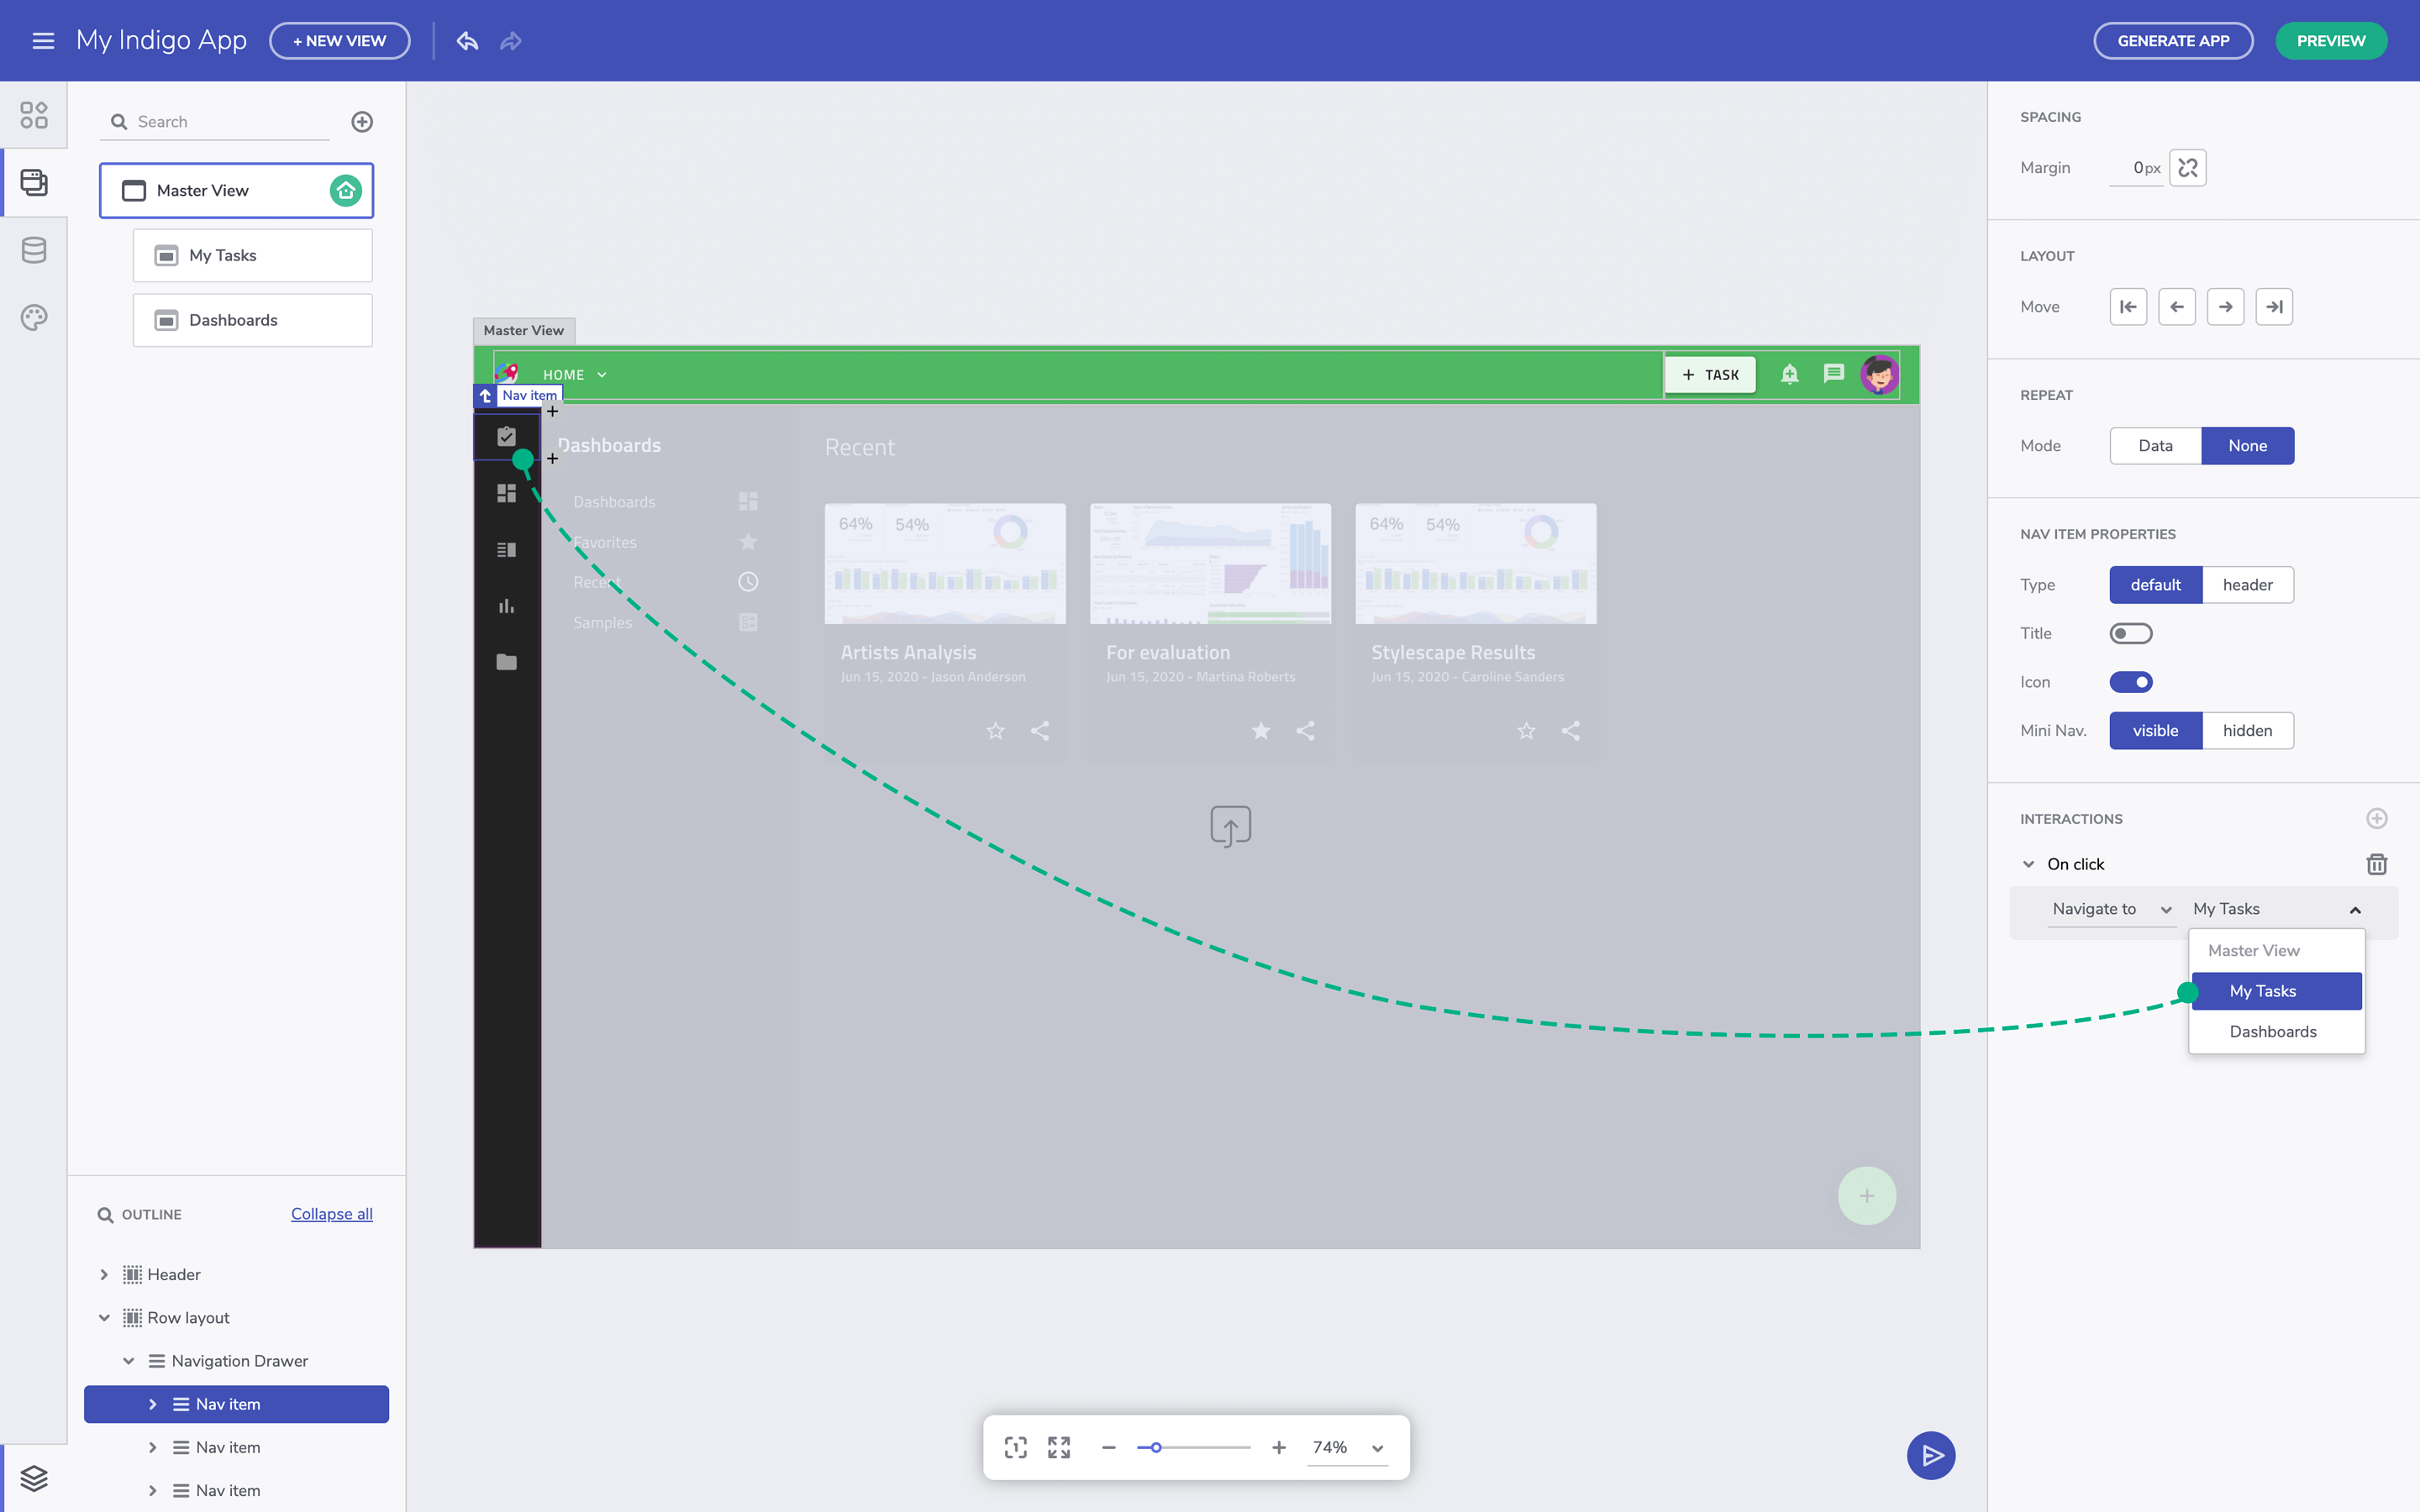 My Indigo App
+ NEW VIEW
GENERATE APP
PREVIEW
Search
Master View
My Tasks
Dashboards
OUTLINE
Collapse all
Header
Row layout
Navigation Drawer
Nav item
Nav item
Nav item
Master View
HOME
+ TASK
Nav item
Dashboards
Dashboards
Favorites
Recent
Samples
Recent
64% 54%
64% 54%
Artists Analysis
Jun 15, 2020 - Jason Anderson
For evaluation
Jun 15, 2020 - Martina Roberts
Stylescape Results
Jun 15, 2020 - Caroline Sanders
74%
SPACING
Margin 0px
LAYOUT
Move
REPEAT
Mode Data None
NAV ITEM PROPERTIES
Type default header
Title
Icon
Mini Nav. visible hidden
INTERACTIONS
On click
Navigate to My Tasks
Master View
My Tasks
Dashboards